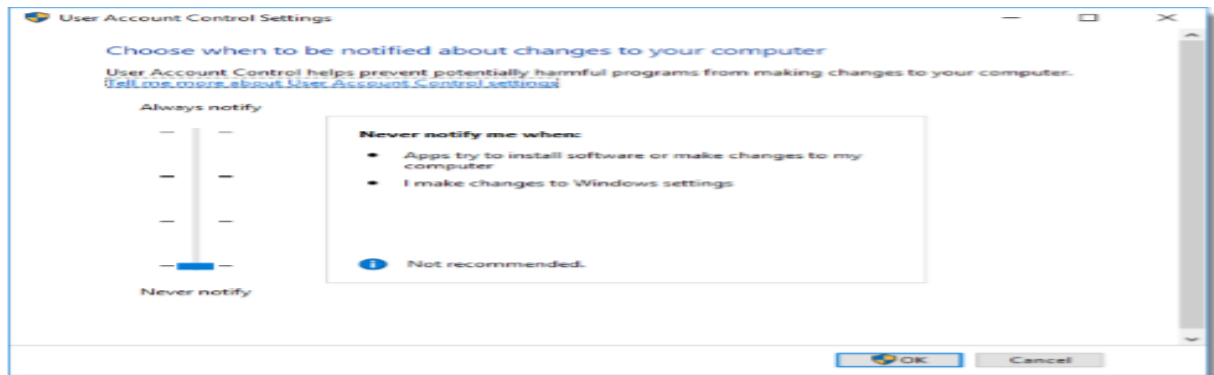 User Account Control Settings
Choose when to be notified about changes to your computer
User Account Control helps prevent potentially harmful programs from making changes to your computer.
Tell me more about User Account Control settings
Always notify
Never notify me when:
Apps try to install software or make changes to my
computer
I make changes to Windows settings
Not recommended.
Never notify
OK
Cancel